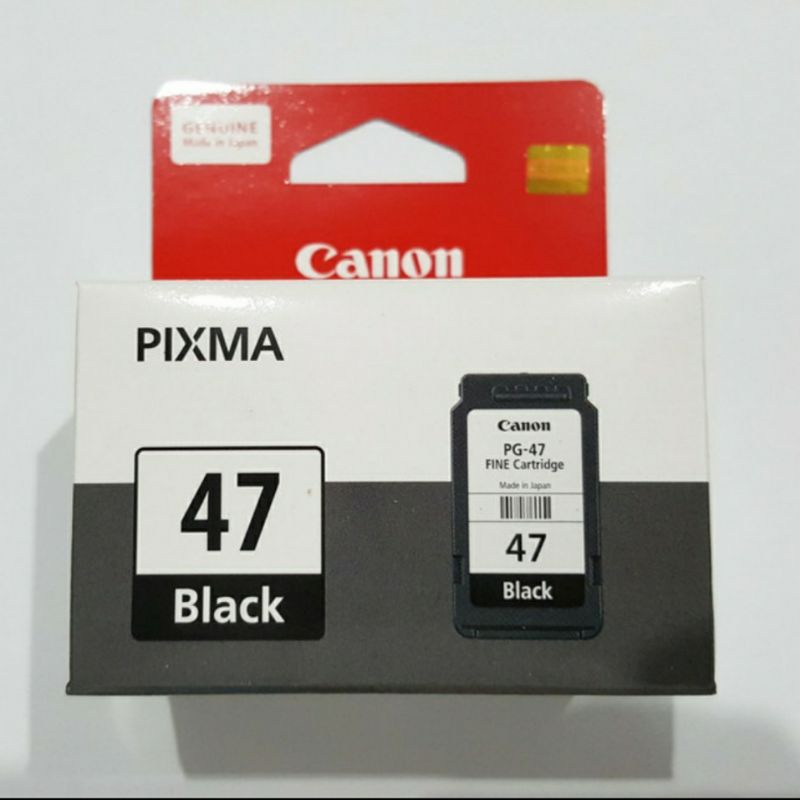 GENUINE
Made in Japan
Canon
PIXMA
47
Black
Canon
PG-47
FINE Cartridge
Made in Japan
47
Black